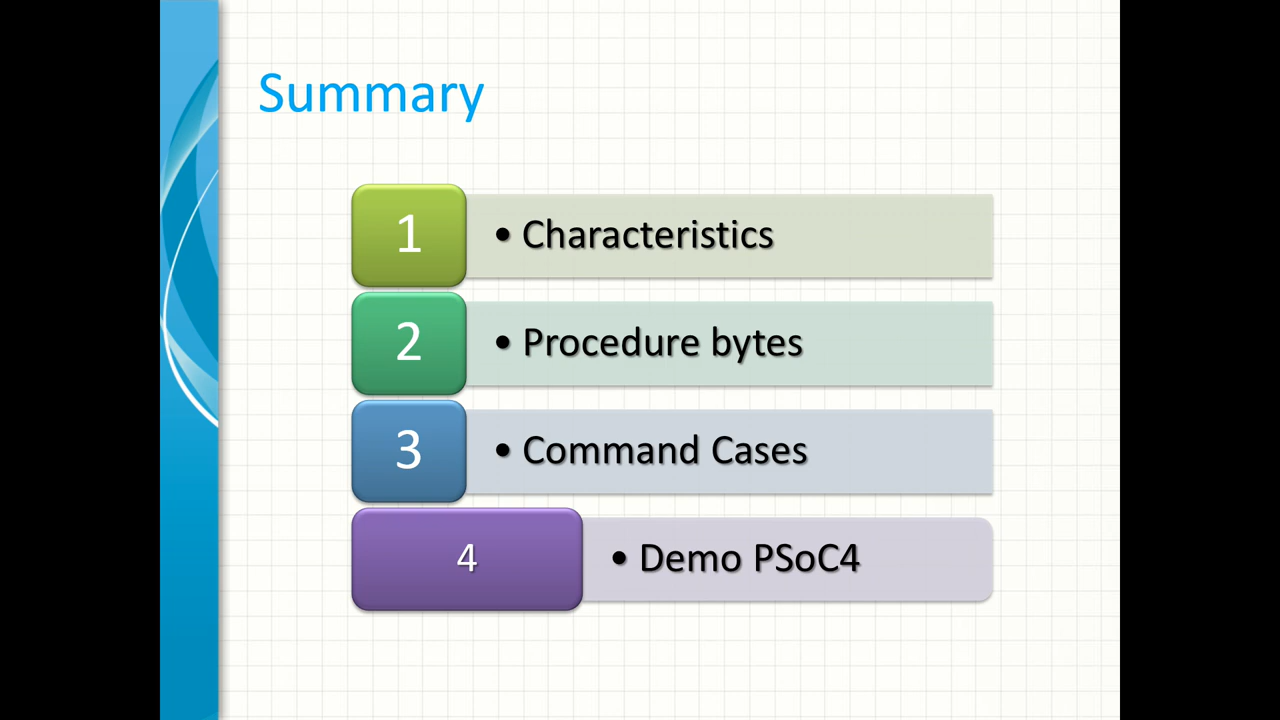 Summary
1 • Characteristics
2 • Procedure bytes
3 • Command Cases
4 • Demo PSoC4